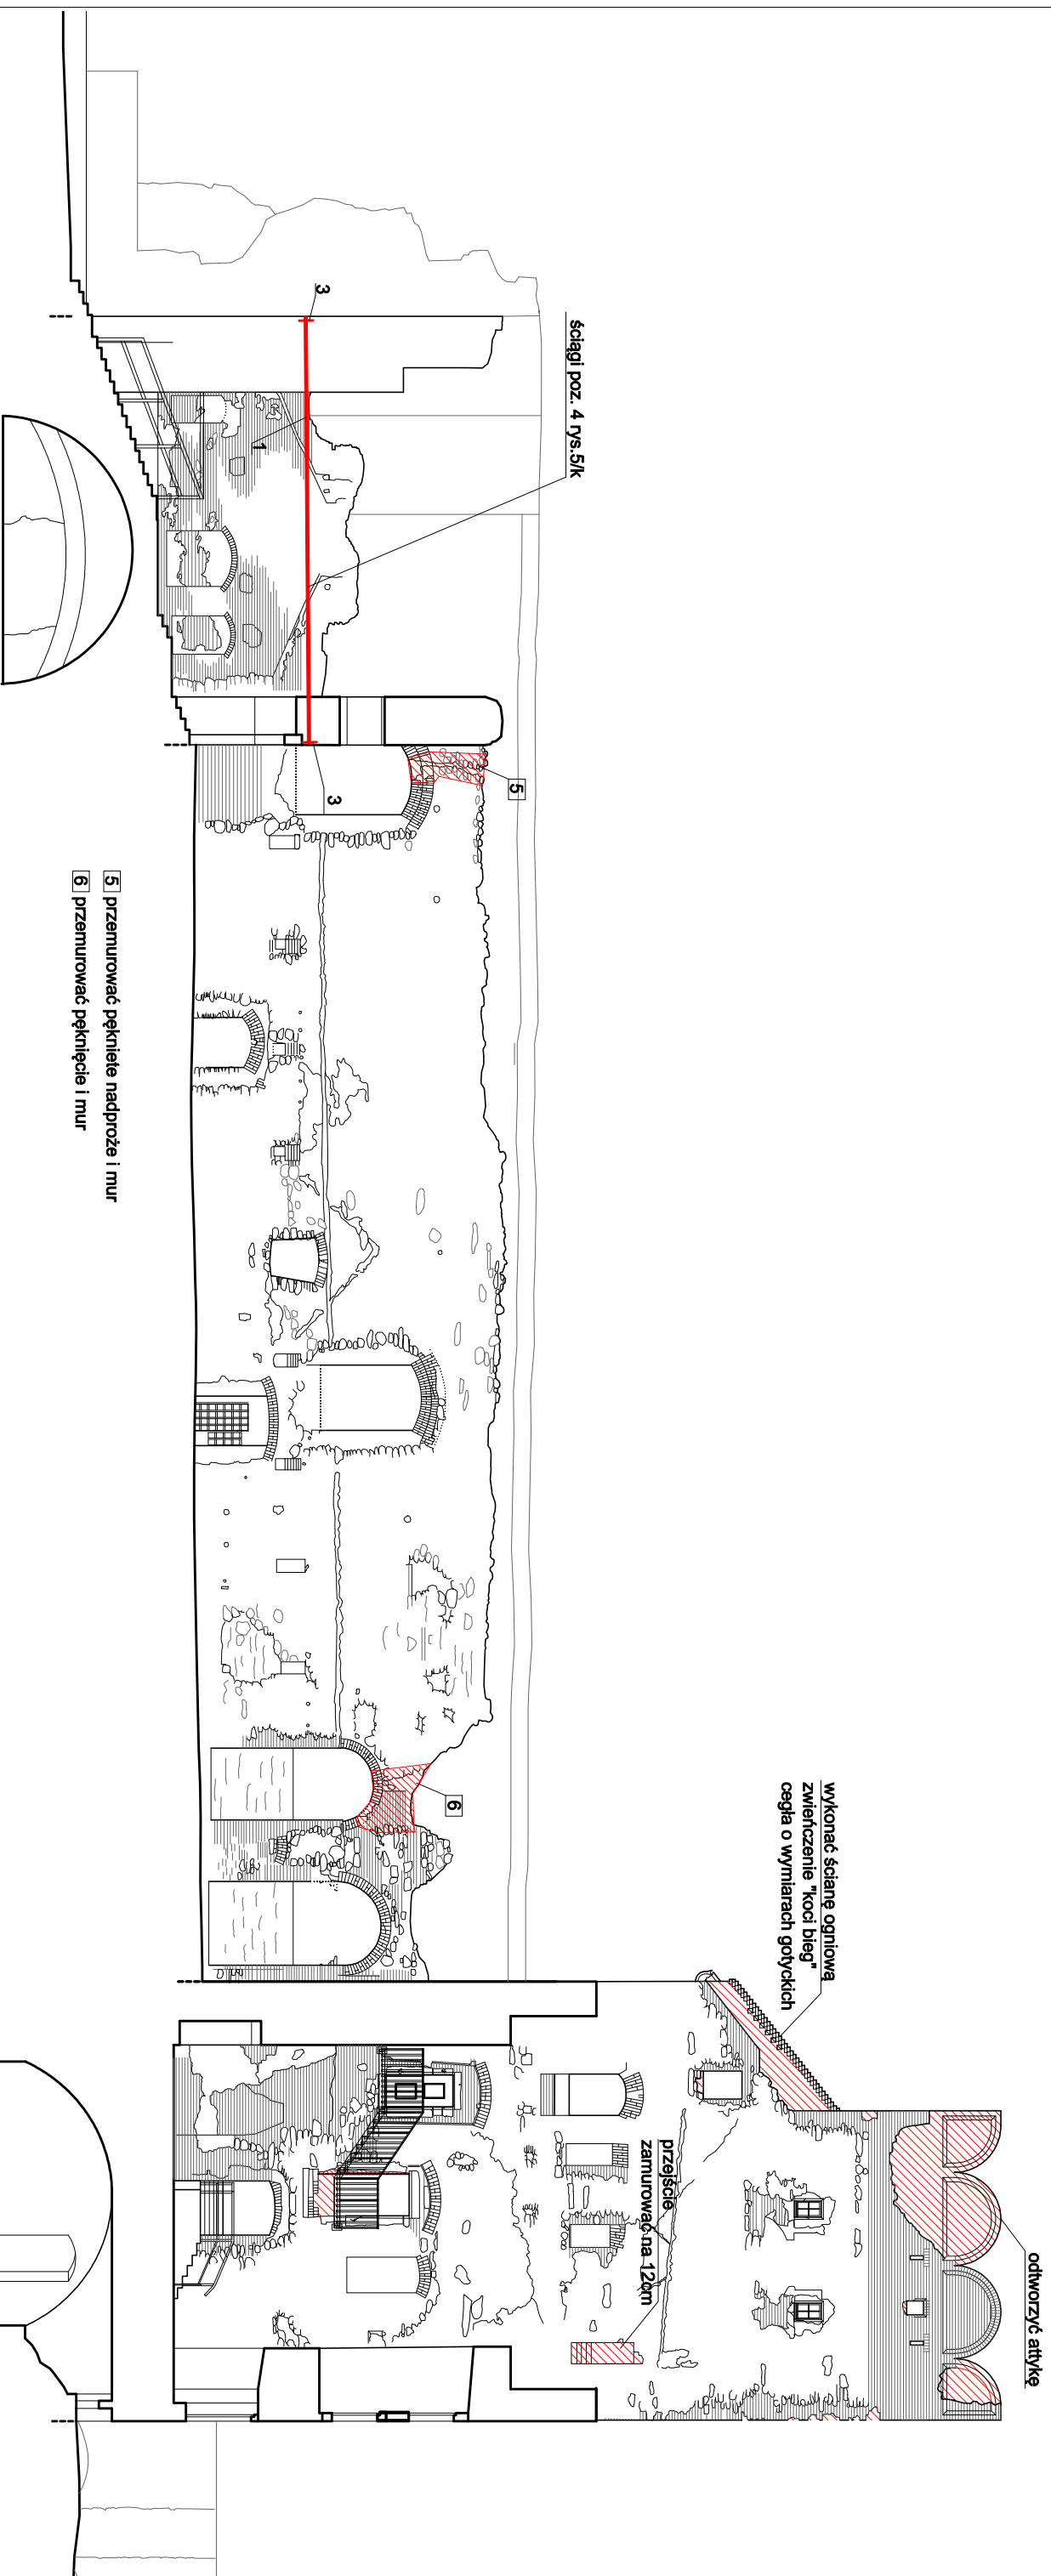 ściągi poz. 4 rys.5/k
3
1
3
5
6
wykonać ścianę ogniową
zwieńczenie "koci bieg"
cegła o wymiarach gotyckich
przejście
zamurować na 12cm
odtworzyć attykę
5 przemurować pękniete nadproże i mur
6 przemurować pęknięcie i mur